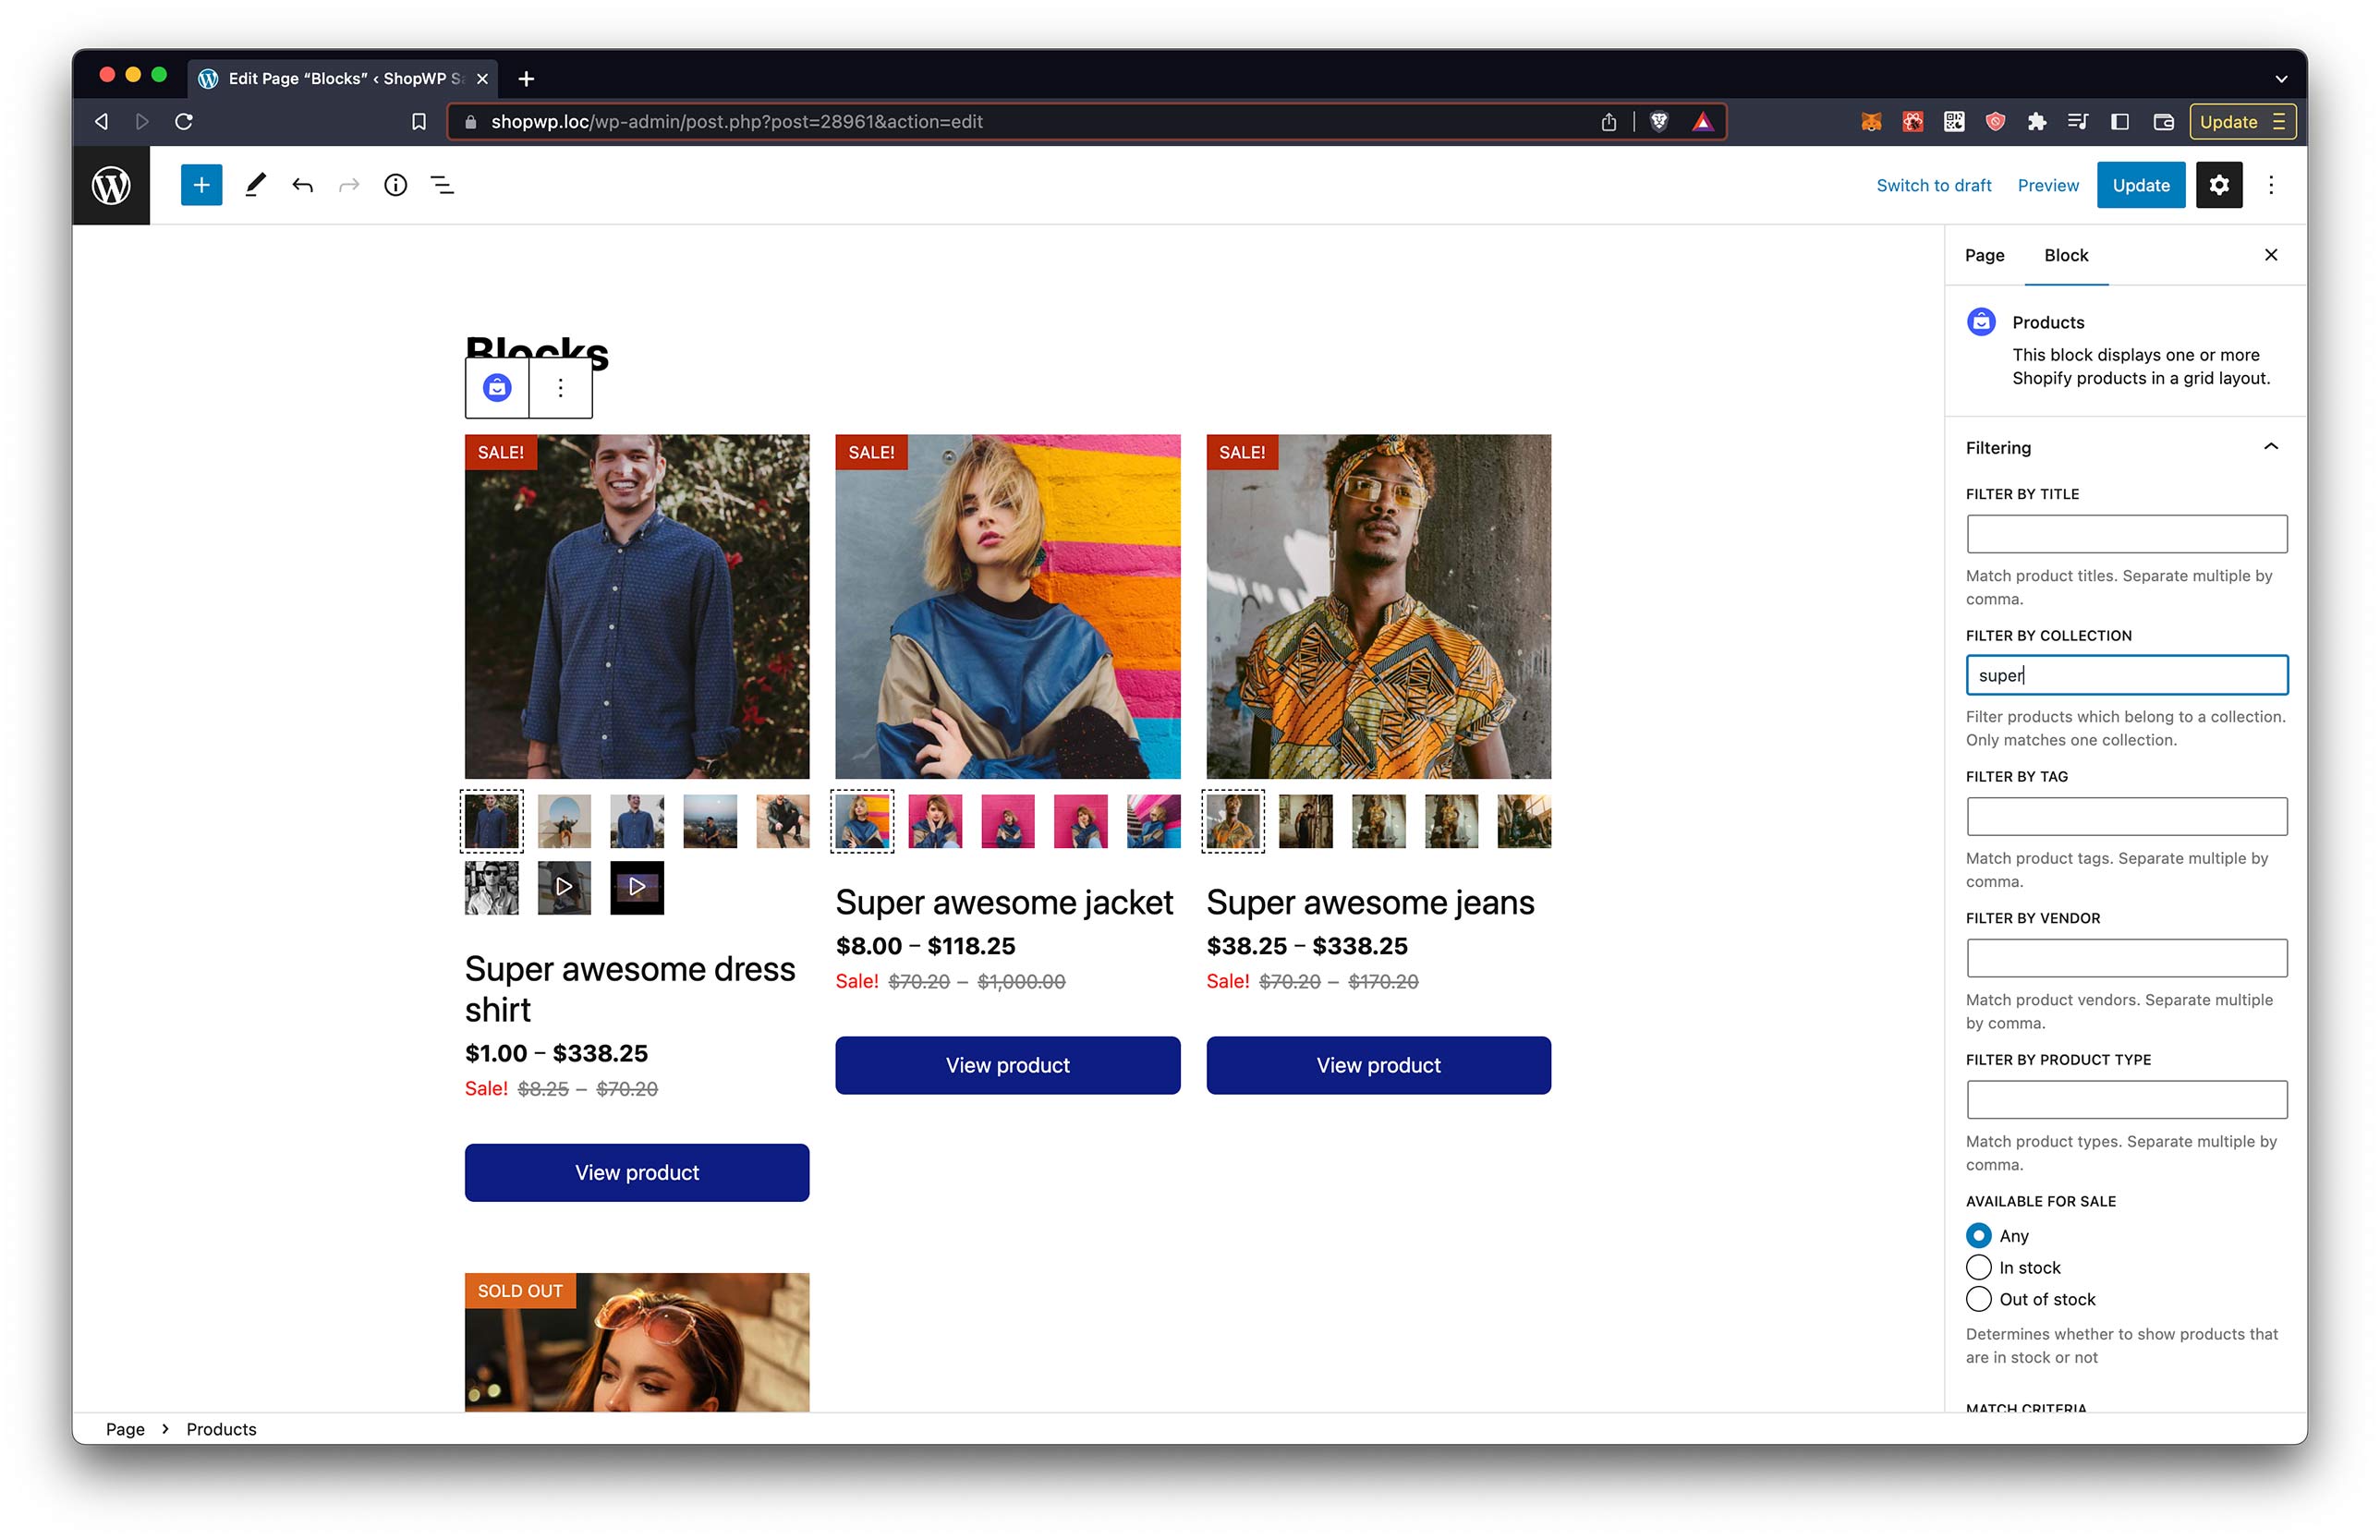 Edit Page “Blocks” ‹ ShopWP Sa
shopwp.loc/wp-admin/post.php?post=28961&action=edit
Update
Switch to draft
Preview
Update
Page
Block
Products
This block displays one or more
Shopify products in a grid layout.
Blocks
SALE!
SALE!
SALE!
Super awesome dress
shirt
$1.00 – $338.25
Sale! $8.25 – $70.20
View product
Super awesome jacket
$8.00 – $118.25
Sale! $70.20 – $1,000.00
View product
Super awesome jeans
$38.25 – $338.25
Sale! $70.20 – $170.20
View product
SOLD OUT
Filtering
FILTER BY TITLE
Match product titles. Separate multiple by
comma.
FILTER BY COLLECTION
super
Filter products which belong to a collection.
Only matches one collection.
FILTER BY TAG
Match product tags. Separate multiple by
comma.
FILTER BY VENDOR
Match product vendors. Separate multiple
by comma.
FILTER BY PRODUCT TYPE
Match product types. Separate multiple by
comma.
AVAILABLE FOR SALE
Any
In stock
Out of stock
Determines whether to show products that
are in stock or not
MATCH CRITERIA
Page
Products